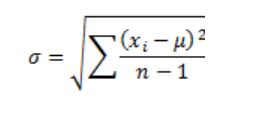 σ = √∑(xᵢ − μ)²/(n − 1)